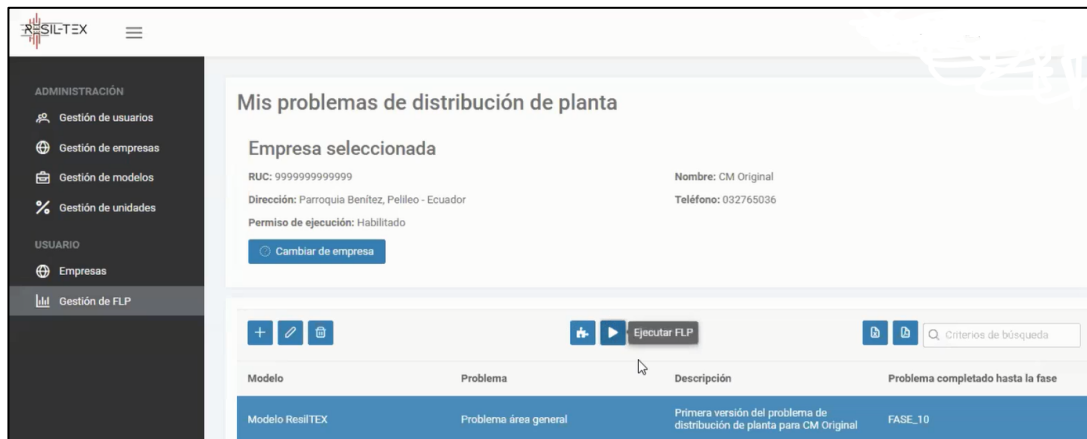 RESIL-TEX
ADMINISTRACIÓN
Gestión de usuarios
Gestión de empresas
Gestión de modelos
Gestión de unidades
USUARIO
Empresas
Gestión de FLP
Mis problemas de distribución de planta
Empresa seleccionada
RUC: 9999999999999
Nombre: CM Original
Dirección: Parroquia Benítez, Pelileo - Ecuador
Teléfono: 032765036
Permiso de ejecución: Habilitado
Cambiar de empresa
Ejecutar FLP
Criterios de búsqueda
Modelo Problema Descripción Problema completado hasta la fase
Modelo ResilTEX Problema área general Primera versión del problema de
distribución de planta para CM Original FASE_10